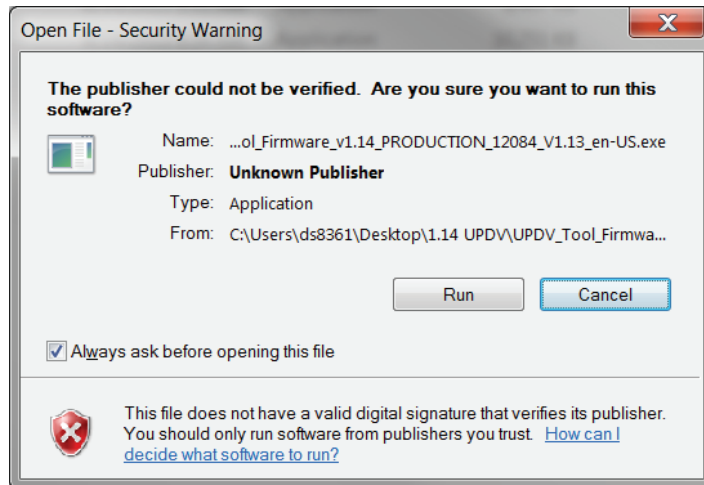 Open File - Security Warning
The publisher could not be verified.  Are you sure you want to run this
software?
Name: ...ol_Firmware_v1.14_PRODUCTION_12084_V1.13_en-US.exe
Publisher: Unknown Publisher
Type: Application
From: C:\Users\ds8361\Desktop\1.14 UPDV\UPDV_Tool_Firmwa...
Run Cancel
Always ask before opening this file
This file does not have a valid digital signature that verifies its publisher.
You should only run software from publishers you trust. How can I
decide what software to run?